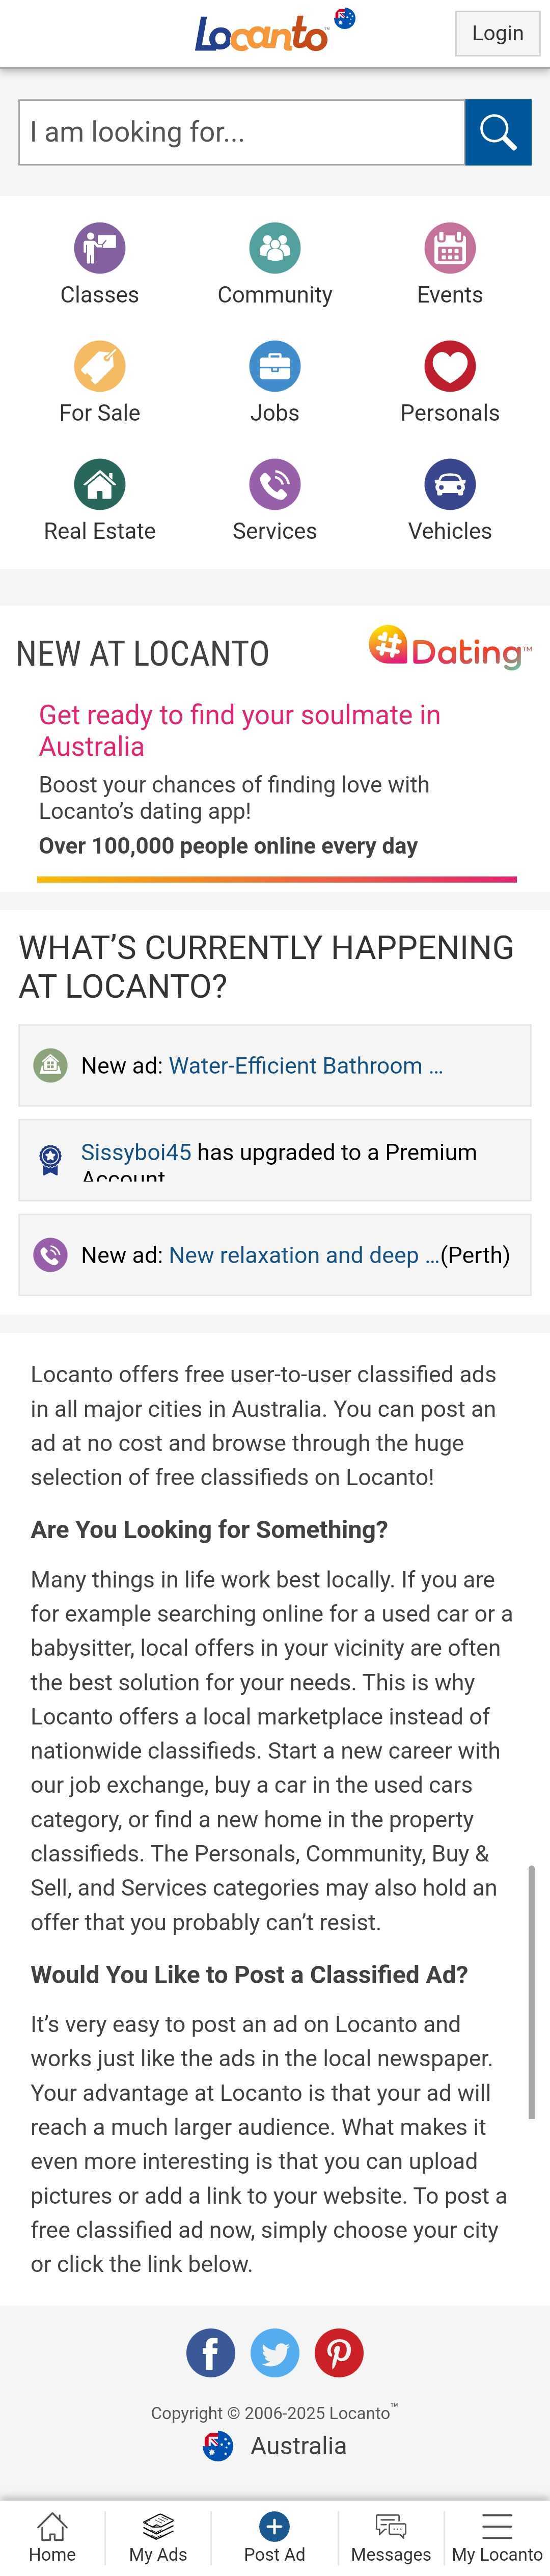 Locanto™
Login
I am looking for...
Classes
Community
Events
For Sale
Jobs
Personals
Real Estate
Services
Vehicles
NEW AT LOCANTO
Dating™
Get ready to find your soulmate in
Australia
Boost your chances of finding love with
Locanto’s dating app!
Over 100,000 people online every day
WHAT’S CURRENTLY HAPPENING
AT LOCANTO?
New ad: Water-Efficient Bathroom ...
Sissyboi45 has upgraded to a Premium
Account
New ad: New relaxation and deep ...(Perth)
Locanto offers free user-to-user classified ads
in all major cities in Australia. You can post an
ad at no cost and browse through the huge
selection of free classifieds on Locanto!
Are You Looking for Something?
Many things in life work best locally. If you are
for example searching online for a used car or a
babysitter, local offers in your vicinity are often
the best solution for your needs. This is why
Locanto offers a local marketplace instead of
nationwide classifieds. Start a new career with
our job exchange, buy a car in the used cars
category, or find a new home in the property
classifieds. The Personals, Community, Buy &
Sell, and Services categories may also hold an
offer that you probably can’t resist.
Would You Like to Post a Classified Ad?
It’s very easy to post an ad on Locanto and
works just like the ads in the local newspaper.
Your advantage at Locanto is that your ad will
reach a much larger audience. What makes it
even more interesting is that you can upload
pictures or add a link to your website. To post a
free classified ad now, simply choose your city
or click the link below.
Copyright © 2006-2025 Locanto™
Australia
Home
My Ads
Post Ad
Messages
My Locanto